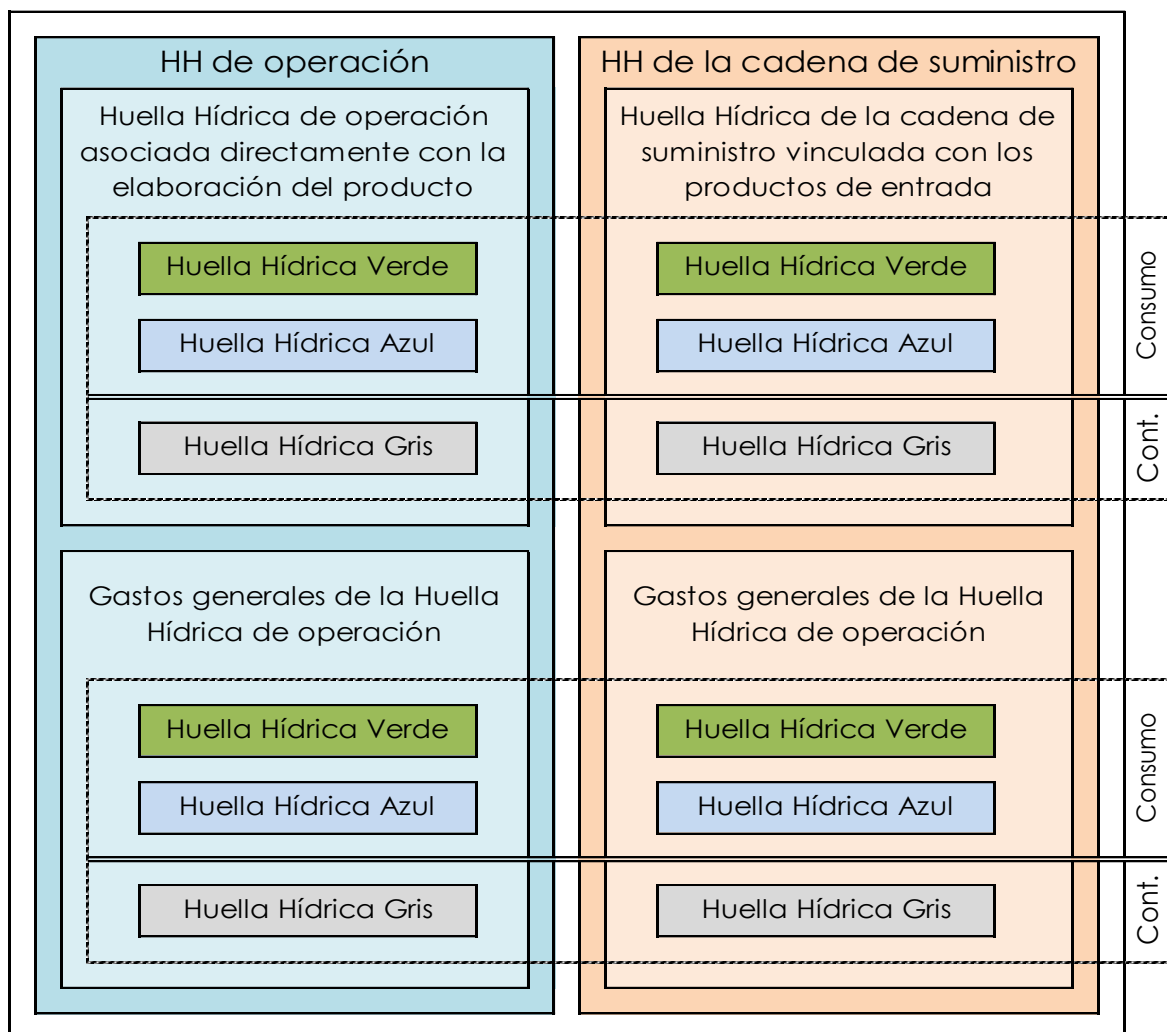 HH de operación
Huella Hídrica de operación
asociada directamente con la
elaboración del producto
Huella Hídrica Verde
Huella Hídrica Azul
Huella Hídrica Gris
Gastos generales de la Huella
Hídrica de operación
Huella Hídrica Verde
Huella Hídrica Azul
Huella Hídrica Gris
HH de la cadena de suministro
Huella Hídrica de la cadena de
suministro vinculada con los
productos de entrada
Huella Hídrica Verde
Huella Hídrica Azul
Huella Hídrica Gris
Gastos generales de la Huella
Hídrica de operación
Huella Hídrica Verde
Huella Hídrica Azul
Huella Hídrica Gris
Consumo
Cont.
Consumo
Cont.